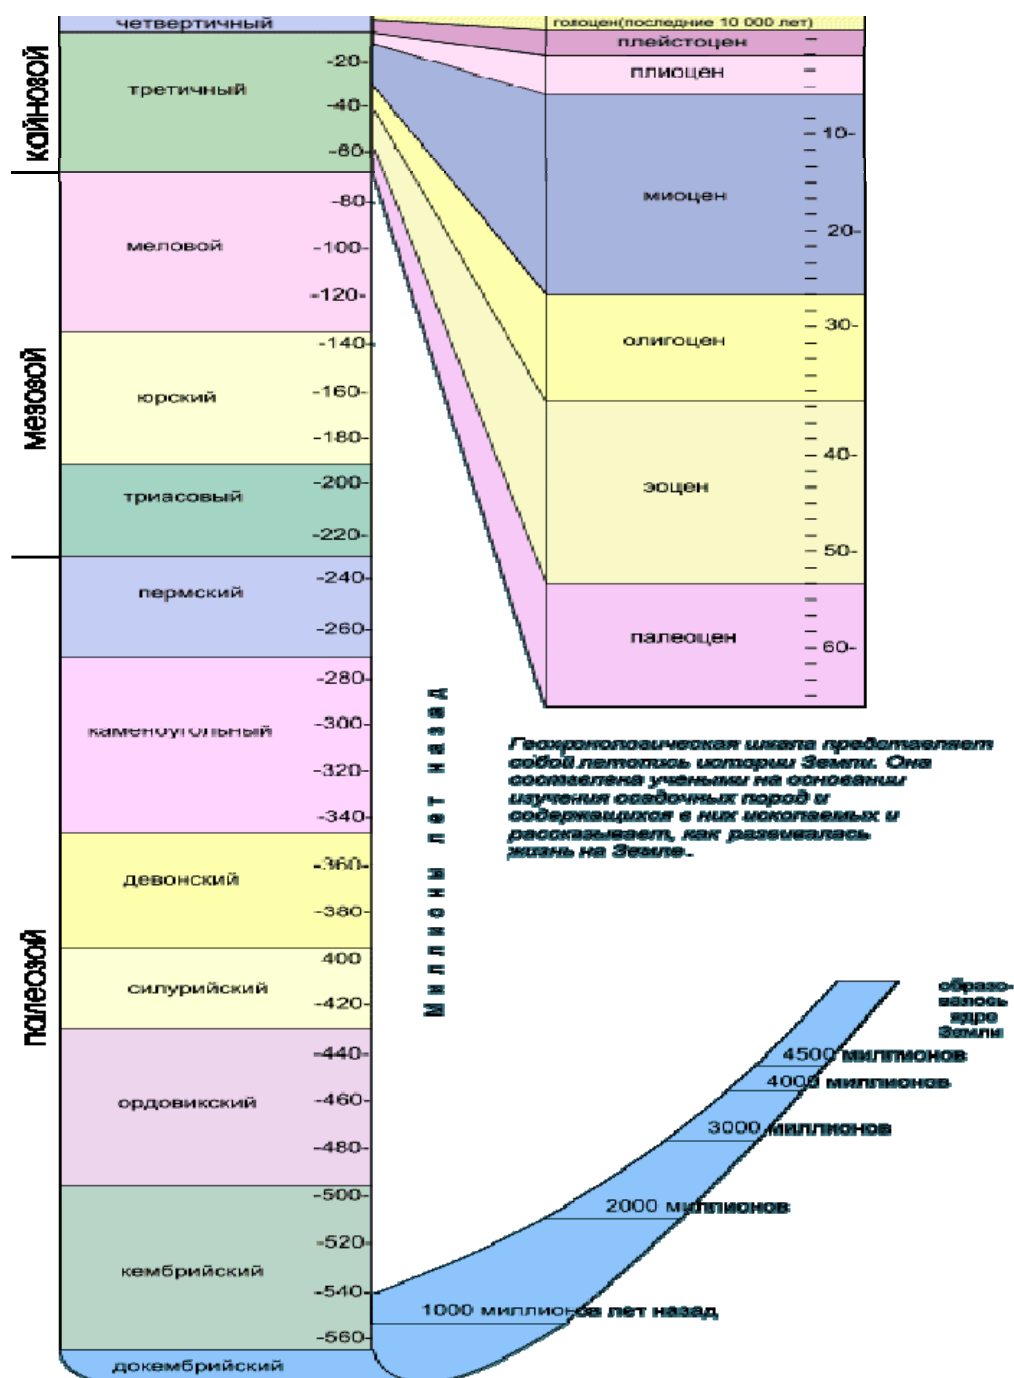 кайнозой
мезозой
палеозой
четвертичный
третичный
-20-
-40-
-60-
меловой
-80-
-100-
-120-
юрский
-140-
-160-
-180-
триасовый
-200-
-220-
пермский
-240-
-260-
каменоугольный
-280-
-300-
-320-
-340-
девонский
-360-
-380-
силурийский
400
-420-
ордовикский
-440-
-460-
-480-
кембрийский
-500-
-520-
-540-
-560-
докембрийский
голоцен(последние 10 000 лет)
плейстоцен
плиоцен
миоцен
10-
20-
олигоцен
30-
эоцен
40-
50-
палеоцен
60-
Миллионы лет назад
Геохронологическая шкала представляет
собой летопись истории Земли. Она
составлена учеными на основании
изучения осадочных пород и
содержащихся в них ископаемых и
рассказывает, как развивалась
жизнь на Земле.
образо-
валось
ядро
Земли
4500 миллионов
4000 миллионов
3000 миллионов
2000 миллионов
1000 миллионов лет назад